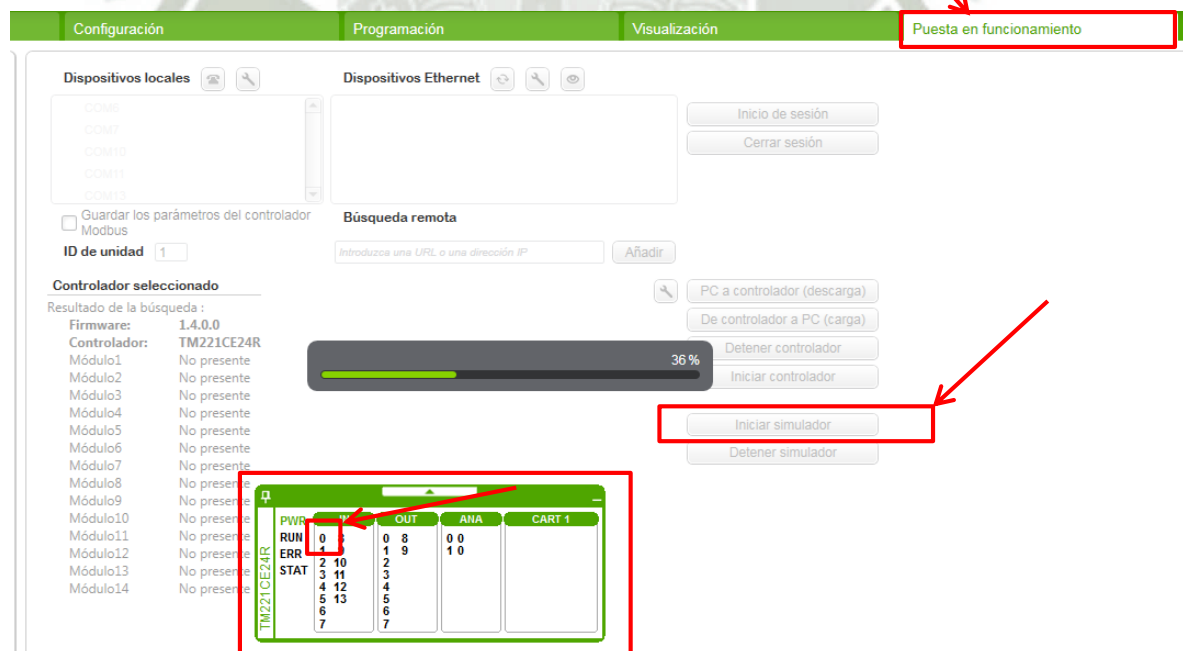 Configuración
Programación
Visualización
Puesta en funcionamiento
Dispositivos locales
Dispositivos Ethernet
COM6
COM7
COM10
COM11
COM13
Inicio de sesión
Cerrar sesión
Guardar los parámetros del controlador
Modbus
Búsqueda remota
ID de unidad 1
Introduzca una URL o una dirección IP
Añadir
Controlador seleccionado
PC a controlador (descarga)
Resultado de la búsqueda :
Firmware: 1.4.0.0
De controlador a PC (carga)
Controlador: TM221CE24R
Detener controlador
Módulo1 No presente
36 %
Módulo2 No presente
Iniciar controlador
Módulo3 No presente
Módulo4 No presente
Iniciar simulador
Módulo5 No presente
Módulo6 No presente
Detener simulador
Módulo7 No presente
Módulo8 No presente
Módulo9 No presente
Módulo10 No presente
Módulo11 No presente
Módulo12 No presente
Módulo13 No presente
Módulo14 No presente
TM221CE24R
PWR
RUN
ERR
STAT
OUT ANA CART 1
0 0 8 0 0
1 1 9 1 0
2 10 2
3 11 3
4 12 4
5 13 5
6 6
7 7